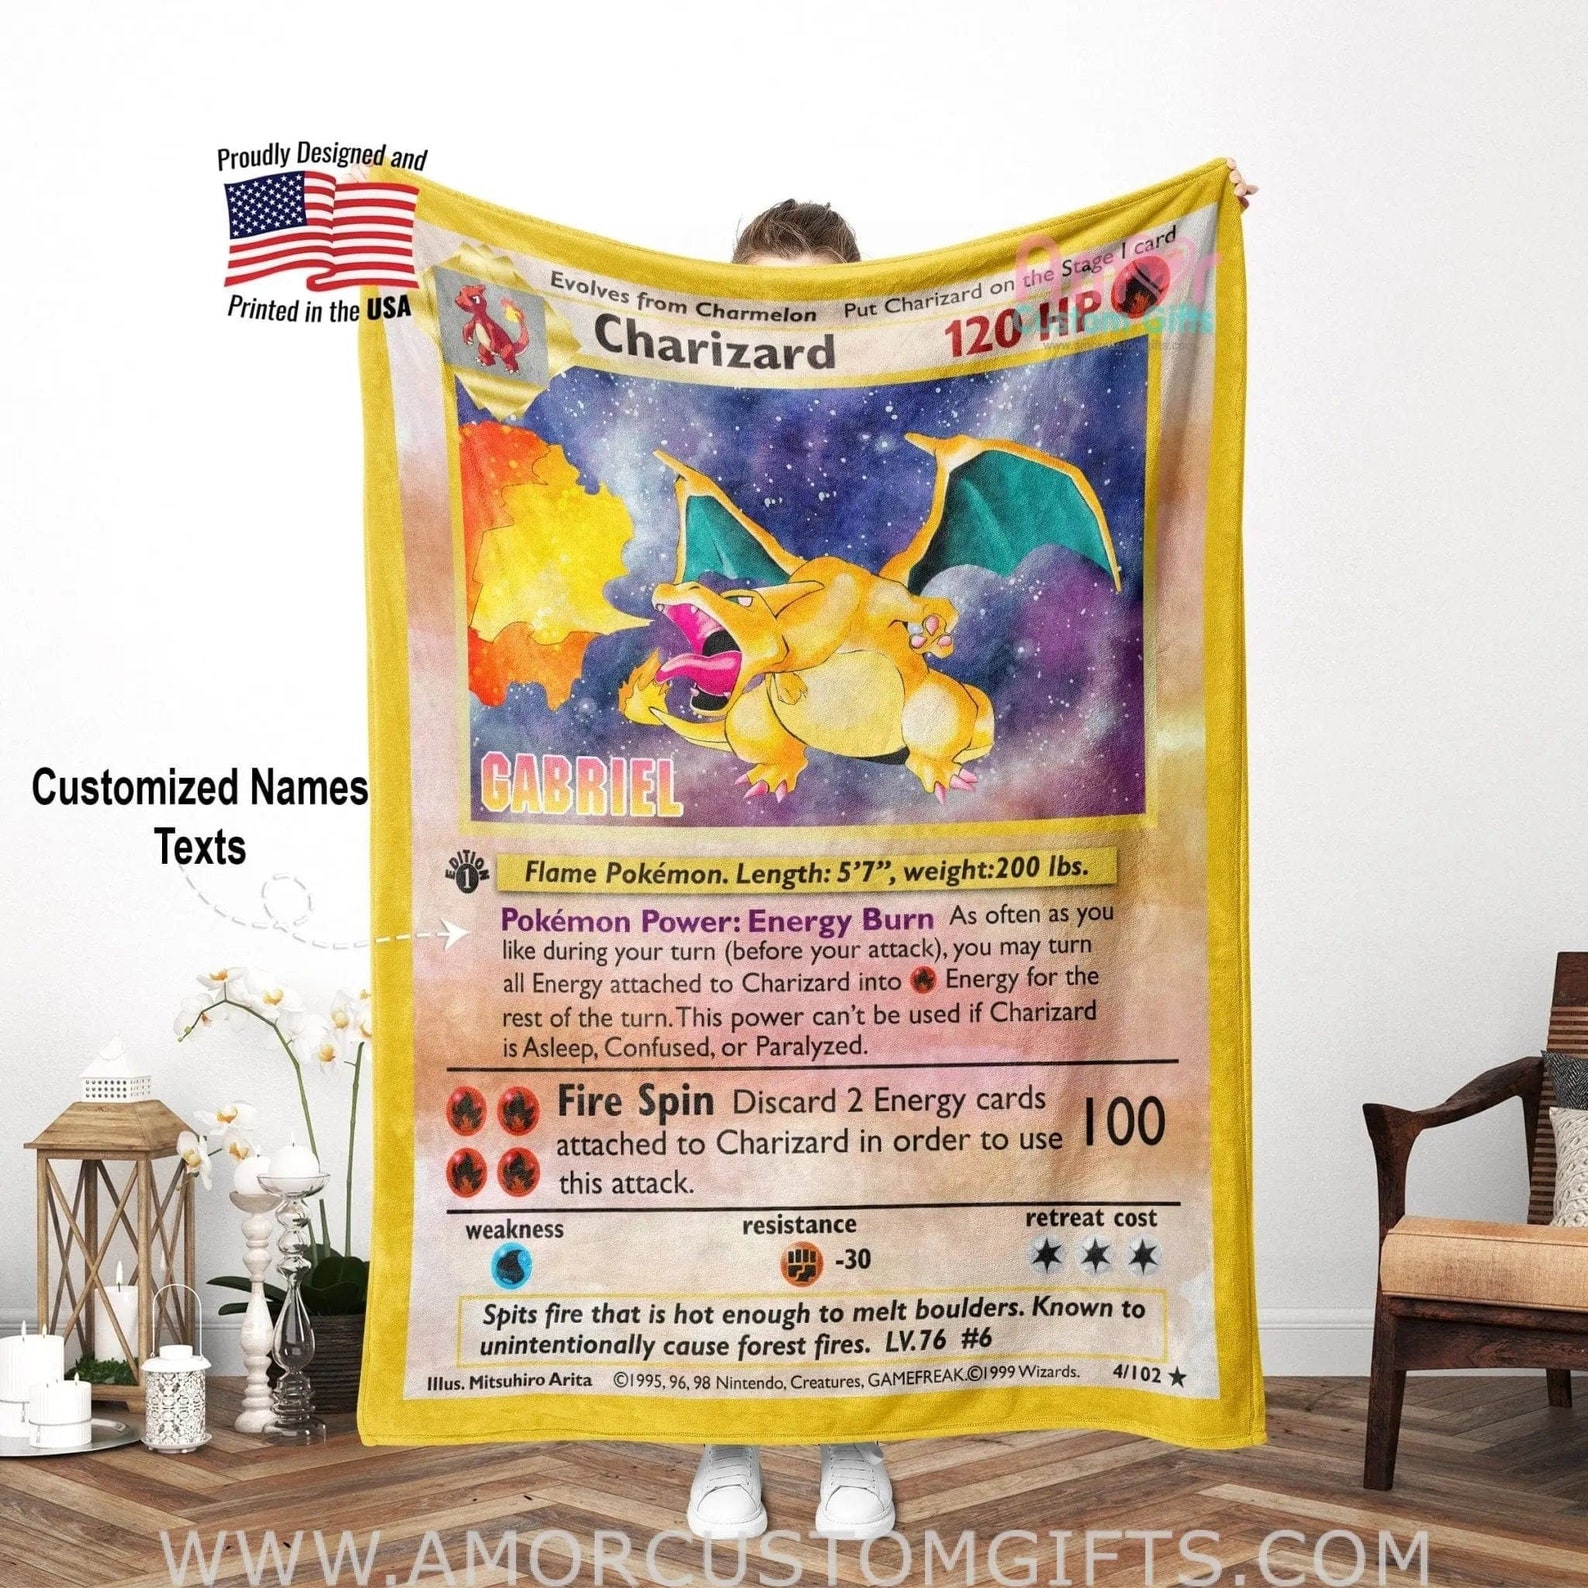 Proudly Designed and
Printed in the USA
Evolves from Charmelon
Put Charizard on the Stage 1 card
Charizard
120 HP
Amor
Custom Gifts
GABRIEL
Customized Names
Texts
EDITION
1
Flame Pokémon. Length: 5'7”, weight:200 lbs.
Pokémon Power: Energy Burn As often as you
like during your turn (before your attack), you may turn
all Energy attached to Charizard into Energy for the
rest of the turn. This power can't be used if Charizard
is Asleep, Confused, or Paralyzed.
Fire Spin Discard 2 Energy cards
attached to Charizard in order to use
this attack.
100
weakness
resistance
retreat cost
-30
Spits fire that is hot enough to melt boulders. Known to
unintentionally cause forest fires. LV.76 #6
Illus. Mitsuhiro Arita ©1995, 96, 98 Nintendo, Creatures, GAMEFREAK.©1999 Wizards. 4/102
WWW.AMORCUSTOMGIFTS.COM